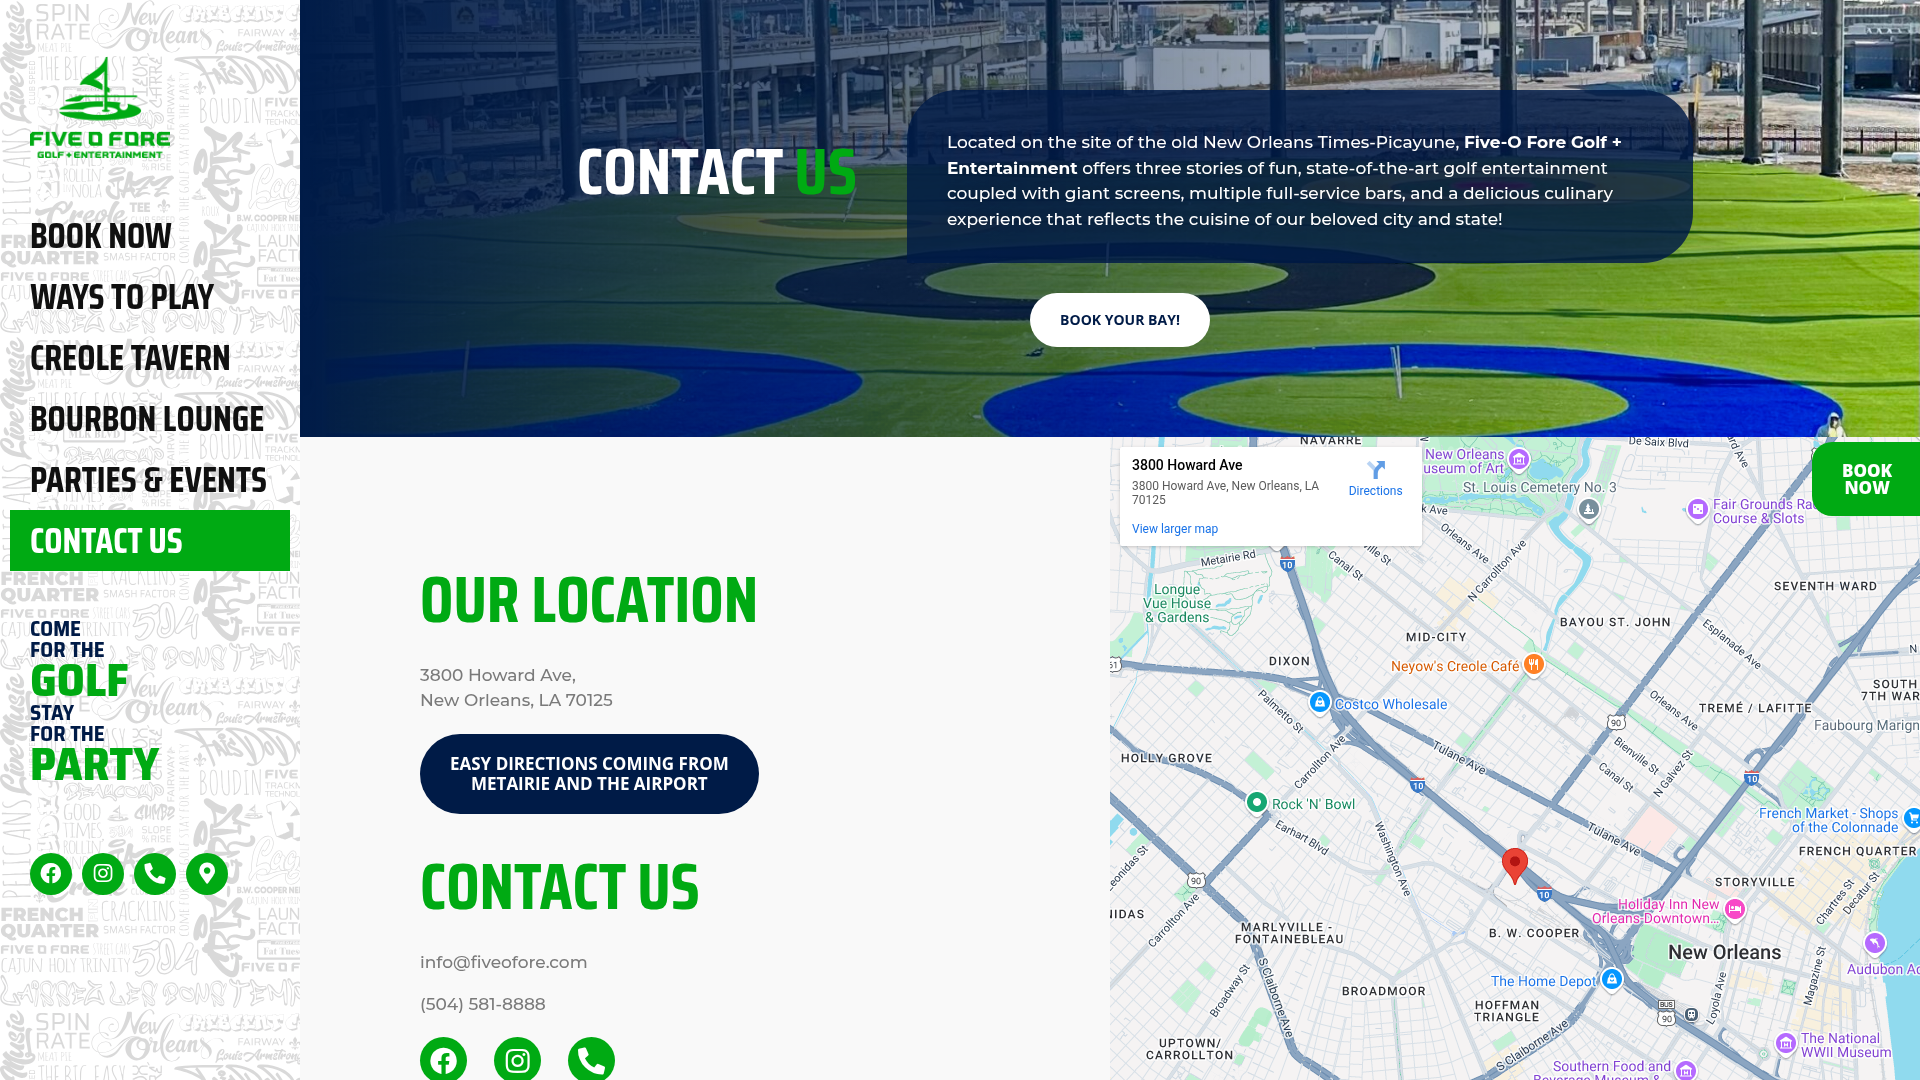 FIVE O FORE
GOLF + ENTERTAINMENT
BOOK NOW
WAYS TO PLAY
CREOLE TAVERN
BOURBON LOUNGE
PARTIES & EVENTS
CONTACT US
COME
FOR THE
GOLF
STAY
FOR THE
PARTY
CONTACT US
Located on the site of the old New Orleans Times-Picayune, Five-O Fore Golf +
Entertainment offers three stories of fun, state-of-the-art golf entertainment
coupled with giant screens, multiple full-service bars, and a delicious culinary
experience that reflects the cuisine of our beloved city and state!
BOOK YOUR BAY!
OUR LOCATION
3800 Howard Ave,
New Orleans, LA 70125
EASY DIRECTIONS COMING FROM
METAIRIE AND THE AIRPORT
CONTACT US
info@fiveofore.com
(504) 581-8888
3800 Howard Ave
3800 Howard Ave, New Orleans, LA
70125
Directions
View larger map
BOOK
NOW
NAVARRE
De Saix Blvd
New Orleans
useum of Art
St. Louis Cemetery No. 3
Fair Grounds Ra
Course & Slots
Metairie Rd
Canal St
Orleans Ave
N Carrollton Ave
SEVENTH WARD
Longue
Vue House
& Gardens
BAYOU ST. JOHN
MID-CITY
Esplanade Ave
DIXON
Neyow's Creole Café
SOUTH
7TH WAR
Palmetto St
Costco Wholesale
Orleans Ave
TREMÉ / LAFITTE
Faubourg Marign
HOLLY GROVE
Carrollton Ave
Tulane Ave
Bienville St
Canal St
N Galvez St
Rock 'N' Bowl
French Market - Shops
of the Colonnade
Earhart Blvd
Washington Ave
Tulane Ave
FRENCH QUARTER
STORYVILLE
Holiday Inn New
Orleans-Downtown...
Chartres St
Decatur St
Carrollton Ave
MARLYVILLE -
FONTAINEBLEAU
B. W. COOPER
New Orleans
The Home Depot
Audubon Ac
Broadway St
S Claiborne Ave
BROADMOOR
HOFFMAN
TRIANGLE
Loyola Ave
Magazine St
S Claiborne Ave
UPTOWN/
CARROLLTON
The National
WWII Museum
Southern Food and
Beverage Museum &